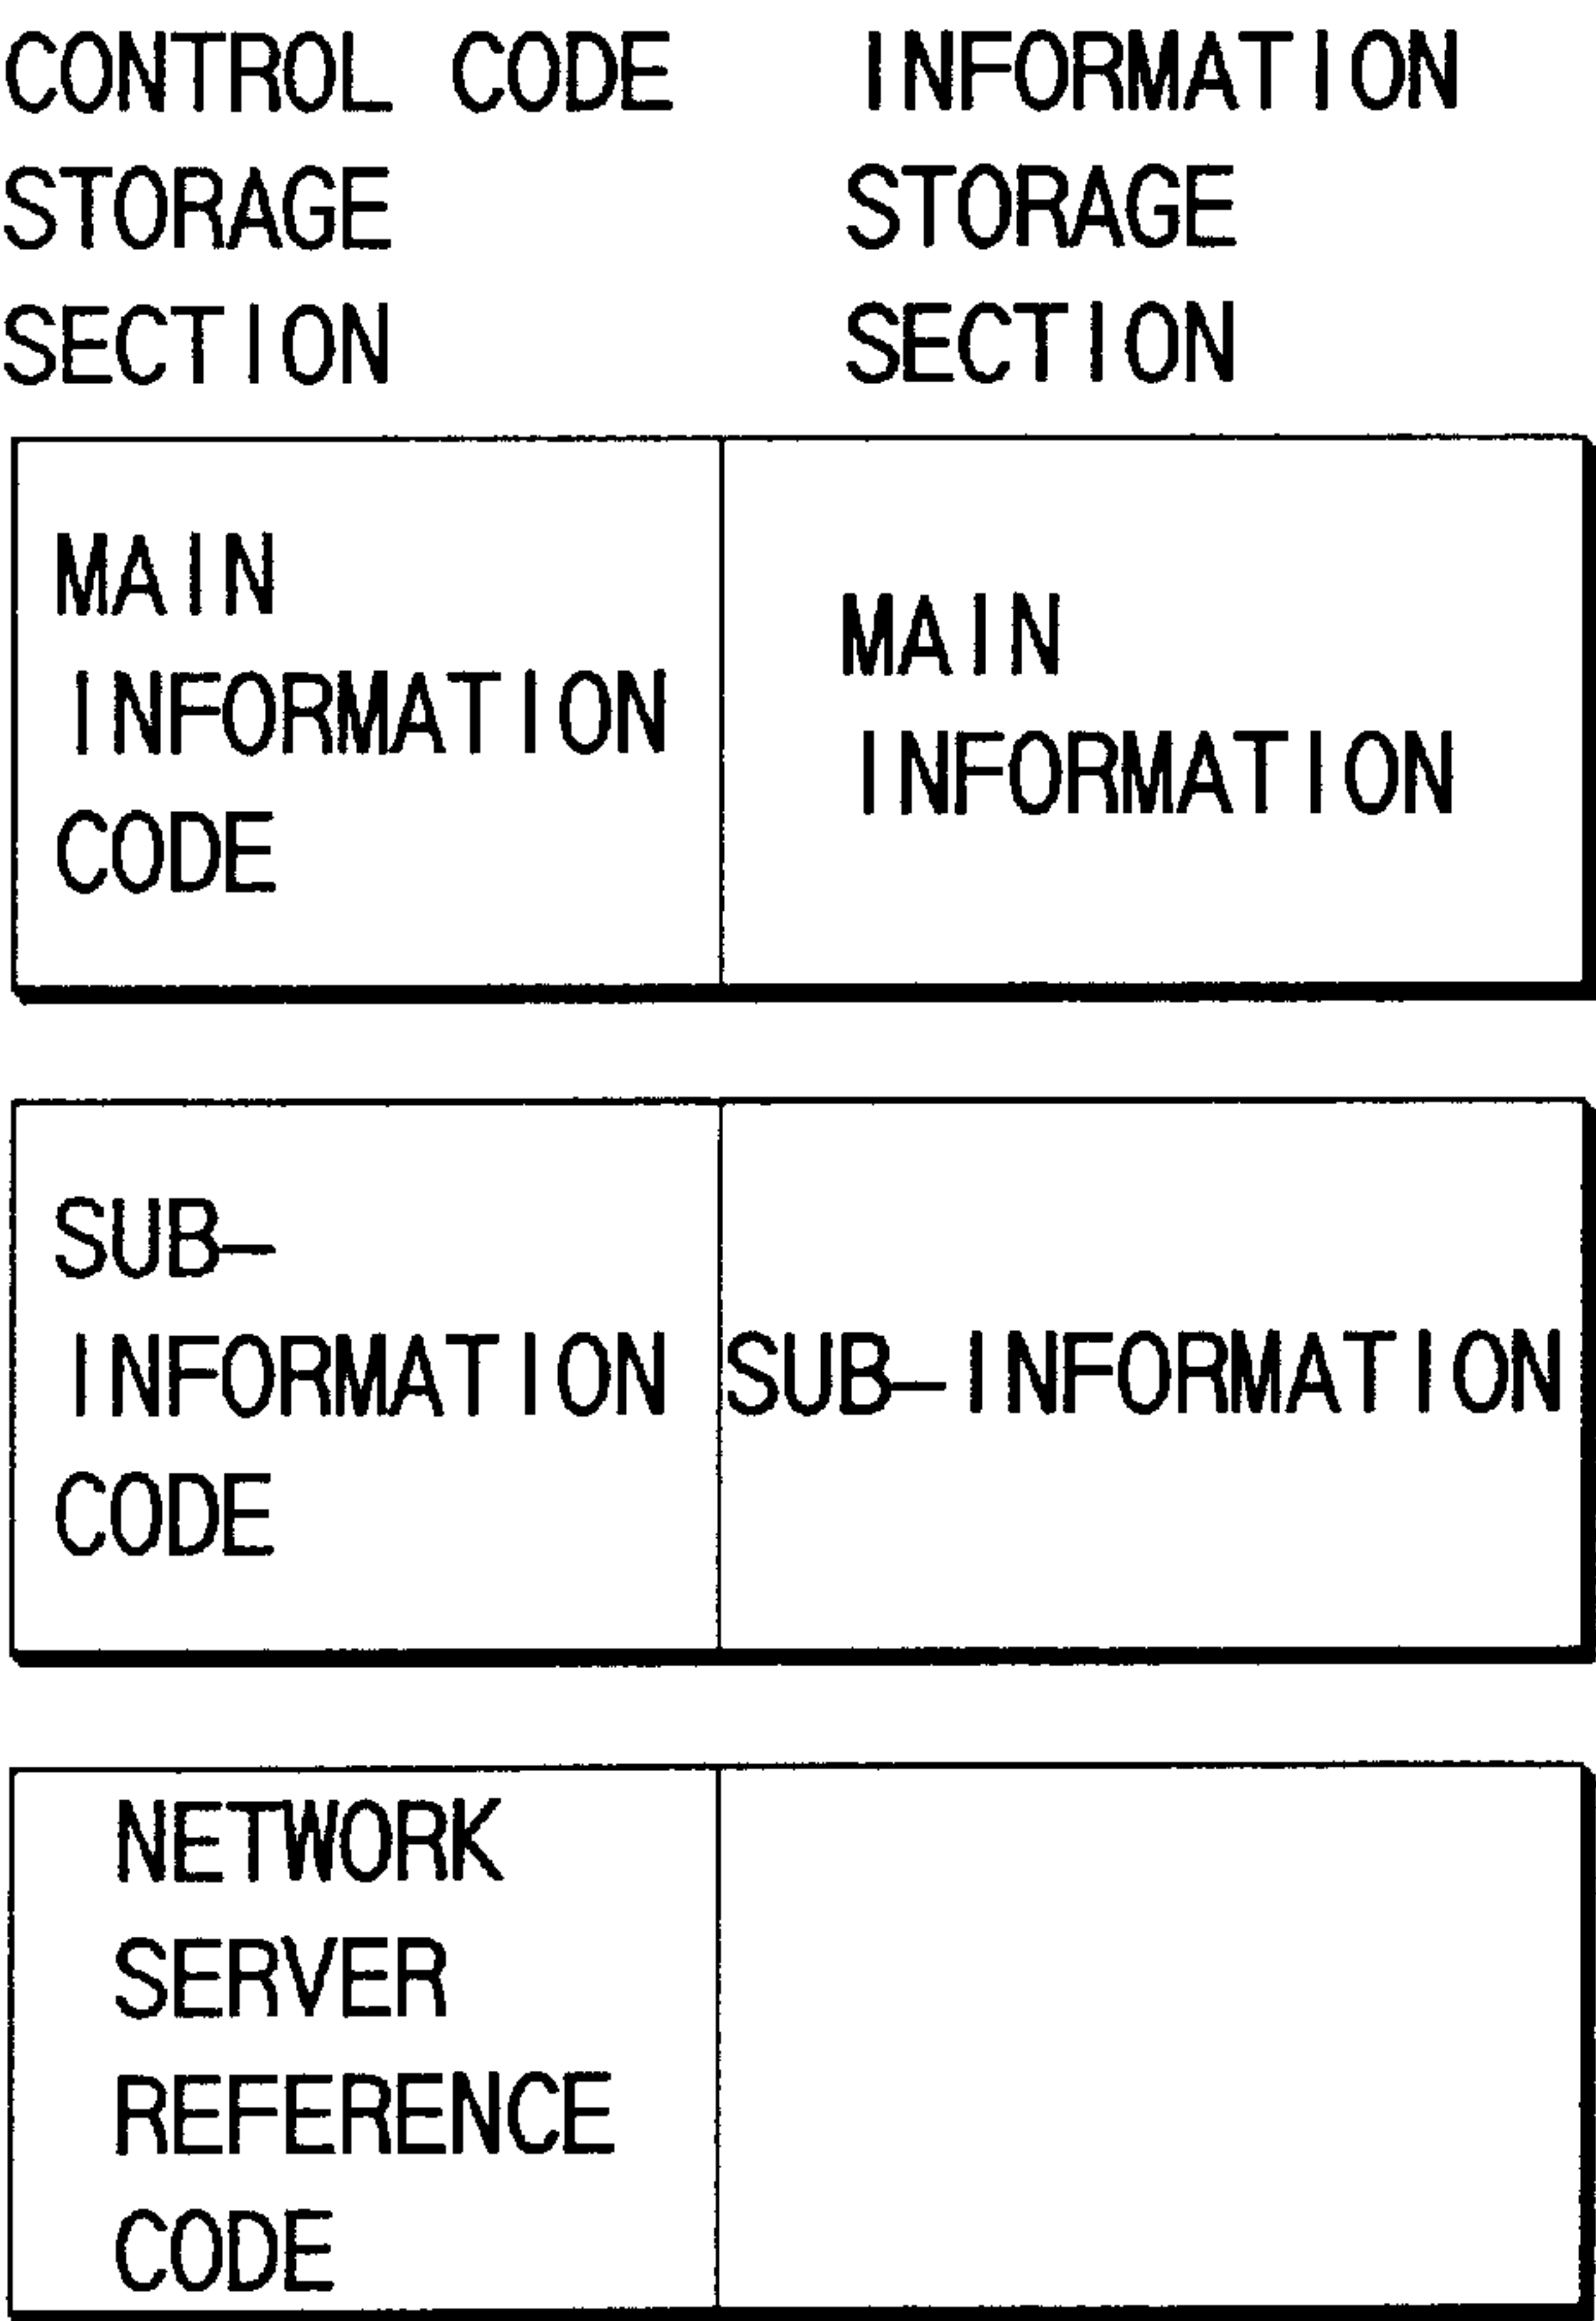 CONTROL CODE
STORAGE
SECTION
INFORMATION
STORAGE
SECTION
MAIN
INFORMATION
CODE
MAIN
INFORMATION
SUB-
INFORMATION
CODE
SUB-INFORMATION
NETWORK
SERVER
REFERENCE
CODE